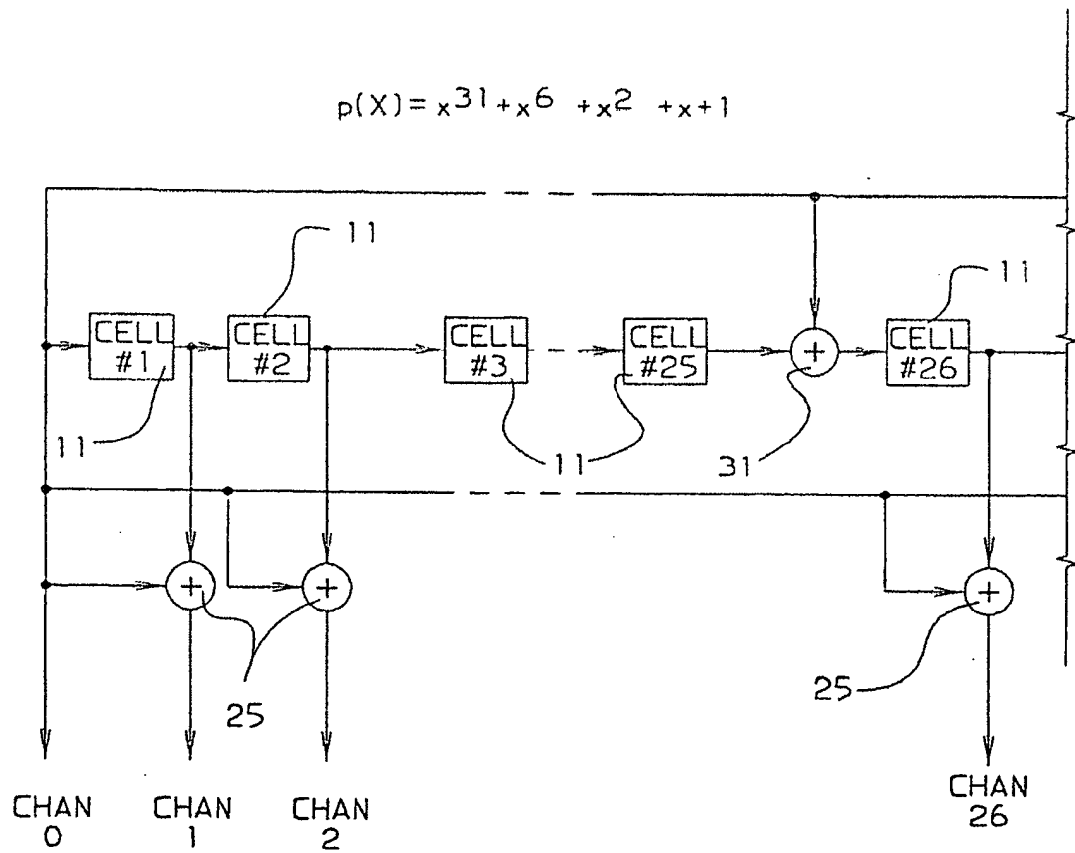 p(X)= x31+x6 +x2 +x+1
11
11
CELL #1
CELL #2
CELL #3
CELL #25
+
CELL #26
11
11
31
+
+
+
25
25
CHAN 0
CHAN 1
CHAN 2
CHAN 26